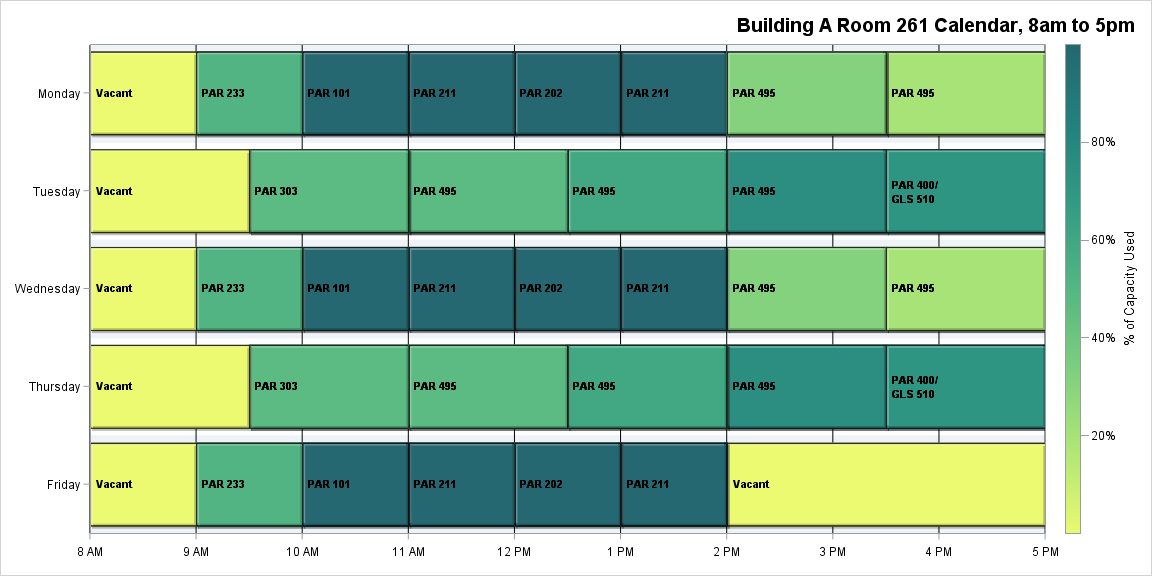 Building A Room 261 Calendar, 8am to 5pm
Monday
Vacant
PAR 233
PAR 101
PAR 211
PAR 202
PAR 211
PAR 495
PAR 495
Tuesday
Vacant
PAR 303
PAR 495
PAR 495
PAR 495
PAR 400/
GLS 510
Wednesday
Vacant
PAR 233
PAR 101
PAR 211
PAR 202
PAR 211
PAR 495
PAR 495
Thursday
Vacant
PAR 303
PAR 495
PAR 495
PAR 495
PAR 400/
GLS 510
Friday
Vacant
PAR 233
PAR 101
PAR 211
PAR 202
PAR 211
Vacant
8 AM
9 AM
10 AM
11 AM
12 PM
1 PM
2 PM
3 PM
4 PM
5 PM
80%
60%
40%
20%
% of Capacity Used